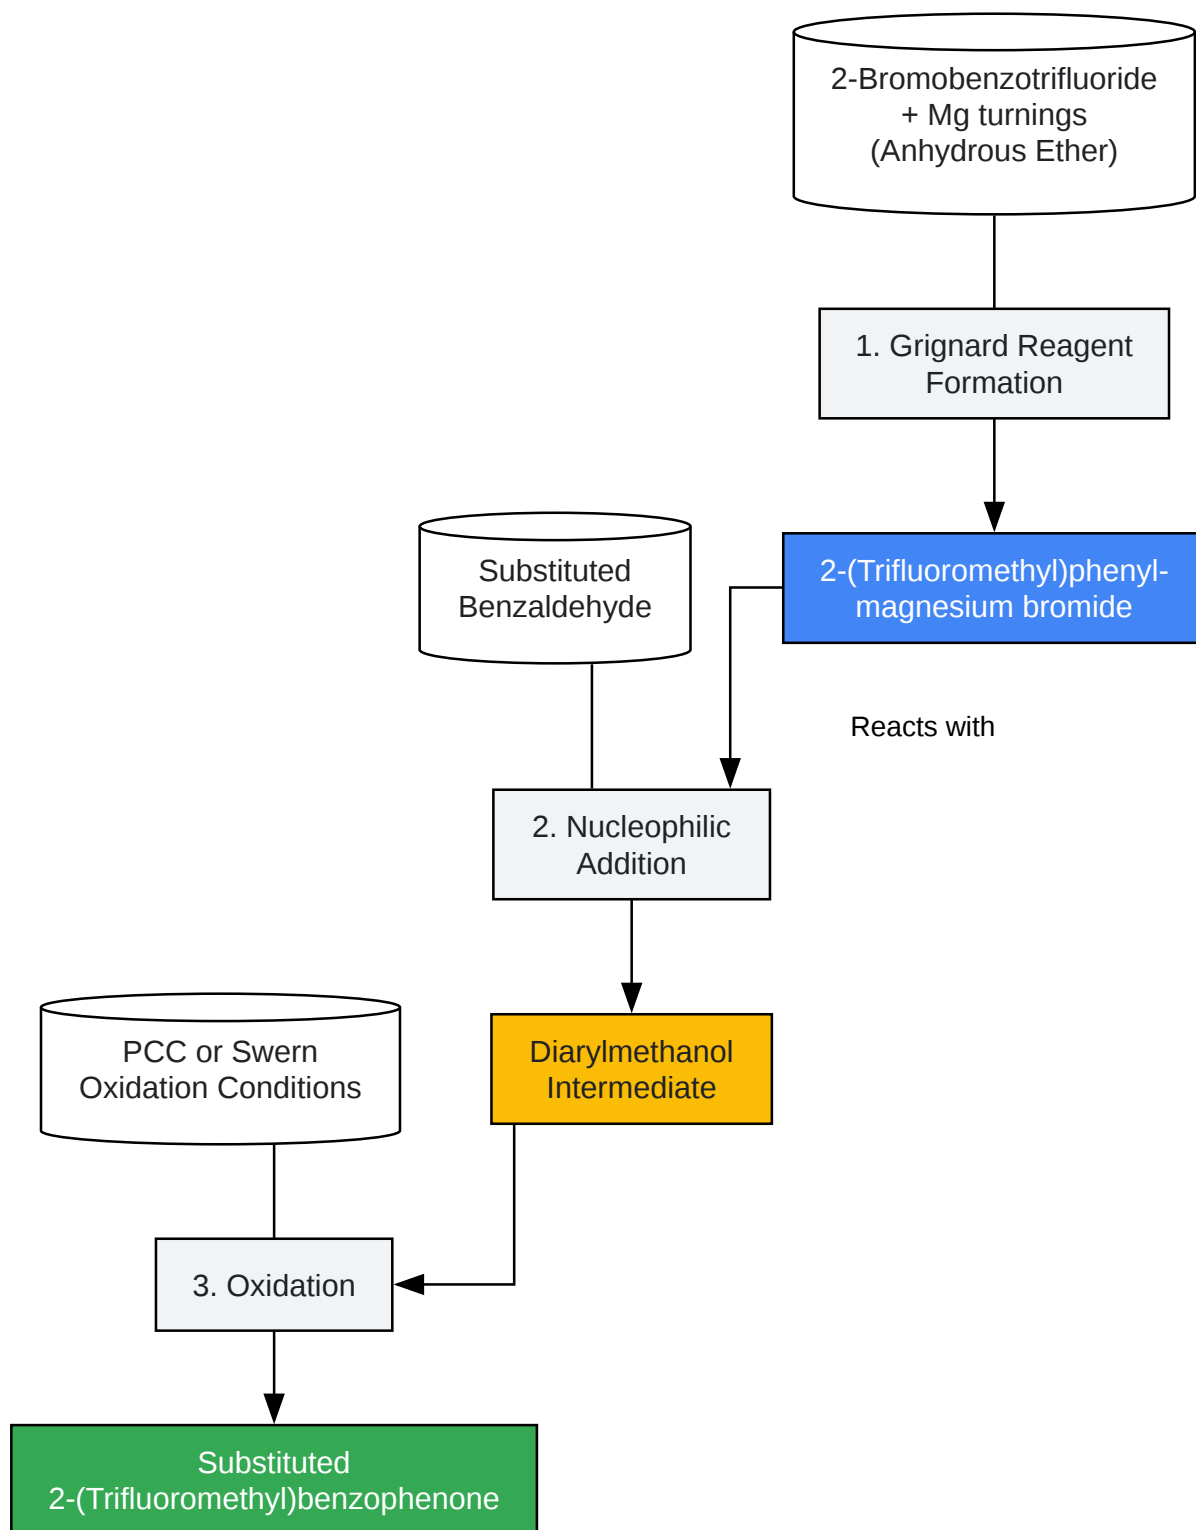 2-Bromobenzotrifluoride
+ Mg turnings
(Anhydrous Ether)
1. Grignard Reagent
Formation
2-(Trifluoromethyl)phenyl-
magnesium bromide
Substituted
Benzaldehyde
Reacts with
2. Nucleophilic
Addition
Diarylmethanol
Intermediate
PCC or Swern
Oxidation Conditions
3. Oxidation
Substituted
2-(Trifluoromethyl)benzophenone